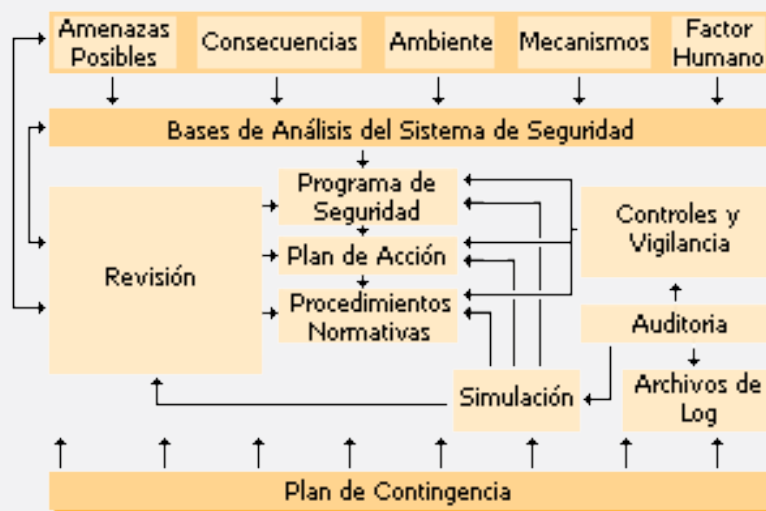 Amenazas
Posibles
Consecuencias
Ambiente
Mecanismos
Factor
Humano
Bases de Análisis del Sistema de Seguridad
Programa de
Seguridad
Controles y
Vigilancia
Revisión
Plan de Acción
Procedimientos
Normativas
Auditoria
Simulación
Archivos de
Log
Plan de Contingencia